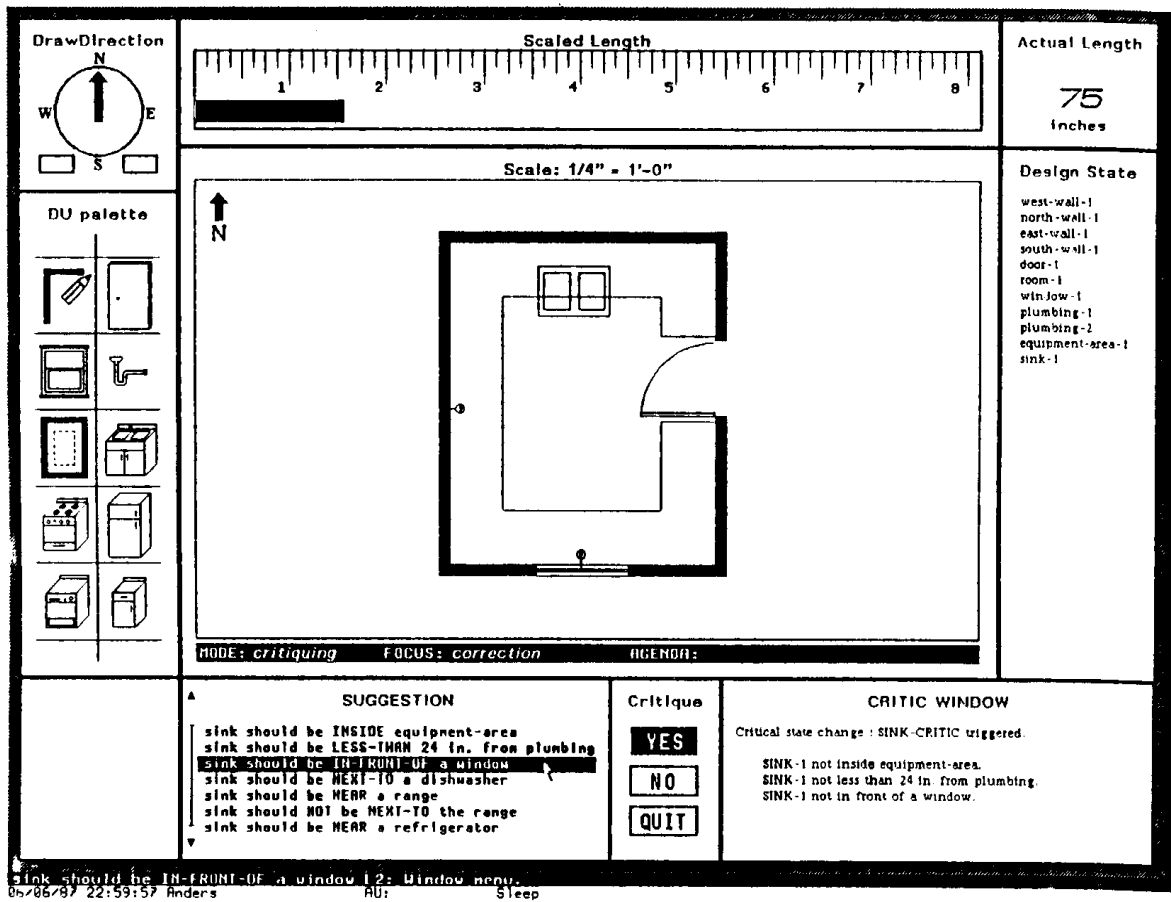 DrawDirection
N
W E
S
Scaled Length
1 2 3 4 5 6 7 8
Actual Length
75
inches
DU palette
Scale: 1/4" = 1'-0"
N
Design State
west-wall-1
north-wall-1
east-wall-1
south-wall-1
door-1
room-1
window-1
plumbing-1
plumbing-2
equipment-area-1
sink-1
MODE: critiquing FOCUS: correction AGENDA:
SUGGESTION
sink should be INSIDE equipment-area
sink should be LESS-THAN 24 in. from plumbing
sink should be IN-FRONT-OF a window
sink should be NEXT-TO a dishwasher
sink should be NEAR a range
sink should NOT be NEXT-TO the range
sink should be NEAR a refrigerator
Critique
YES
NO
QUIT
CRITIC WINDOW
Critical state change : SINK-CRITIC triggered.
SINK-1 not inside equipment-area.
SINK-1 not less than 24 in. from plumbing.
SINK-1 not in front of a window.
sink should be IN-FRONT-OF a window L2: Window menu.
06/06/87 22:59:57 Anders AU: Sleep